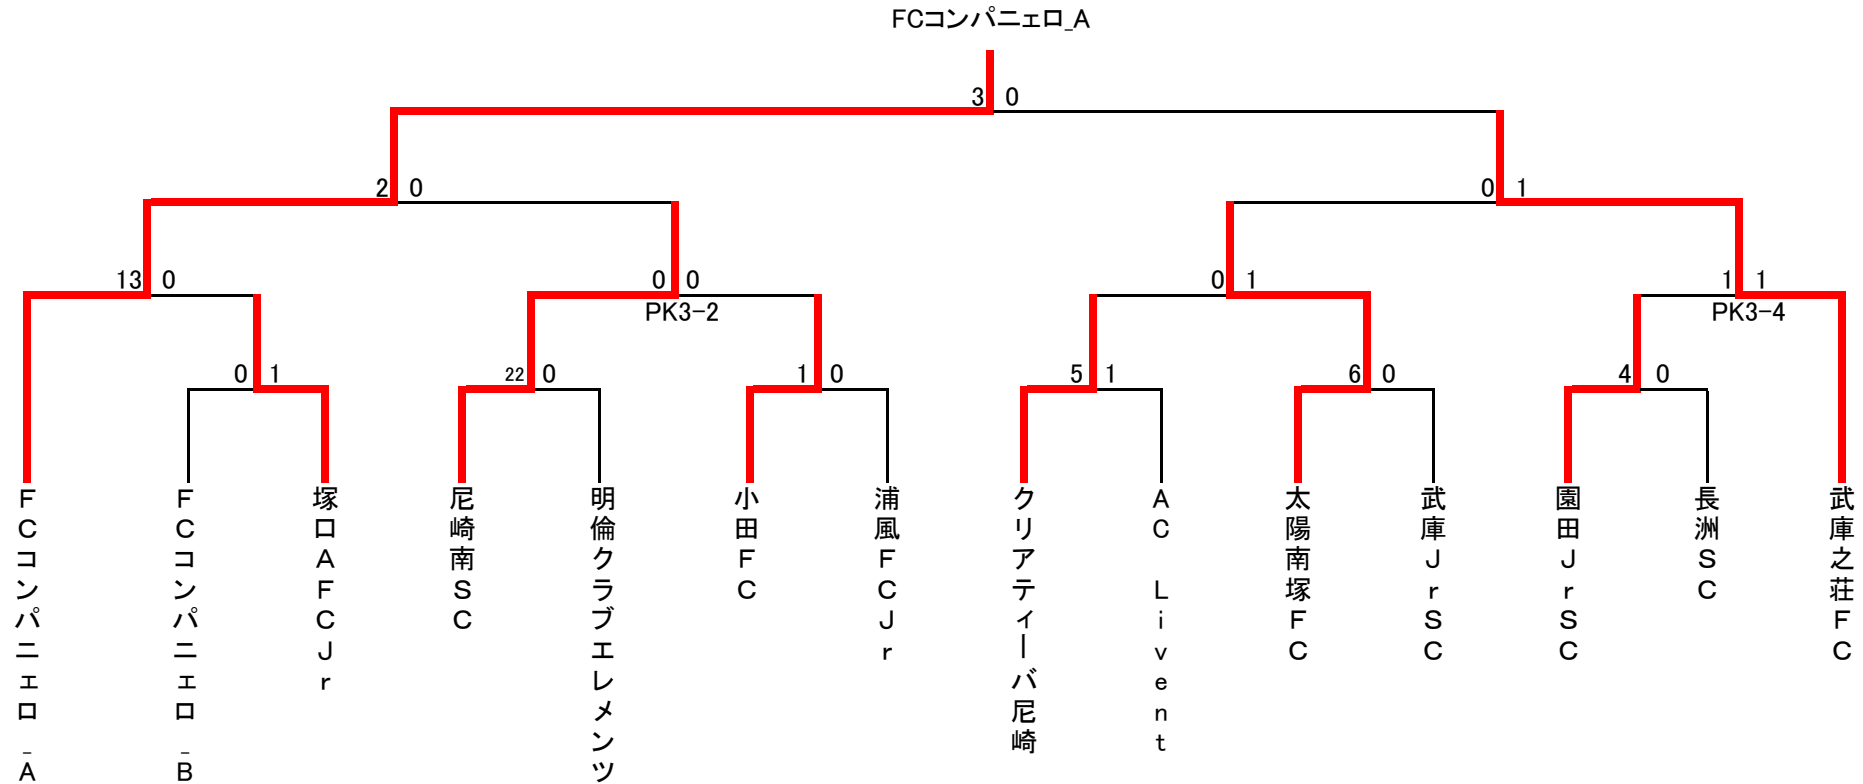 FCコンパニェロ_A
3 0
2 0
0 1
13 0
0 0
PK3-2
0 1
1 1
PK3-4
0 1
22 0
1 0
5 1
6 0
4 0
FCコンパニェロ_A
FCコンパニェロ_B
塚口AFCJr
尼崎南SC
明倫クラブエレメンツ
小田FC
浦風FCJr
クリアティーバ尼崎
AC Livent
太陽南塚FC
武庫JrSC
園田JrSC
長洲SC
武庫之荘FC